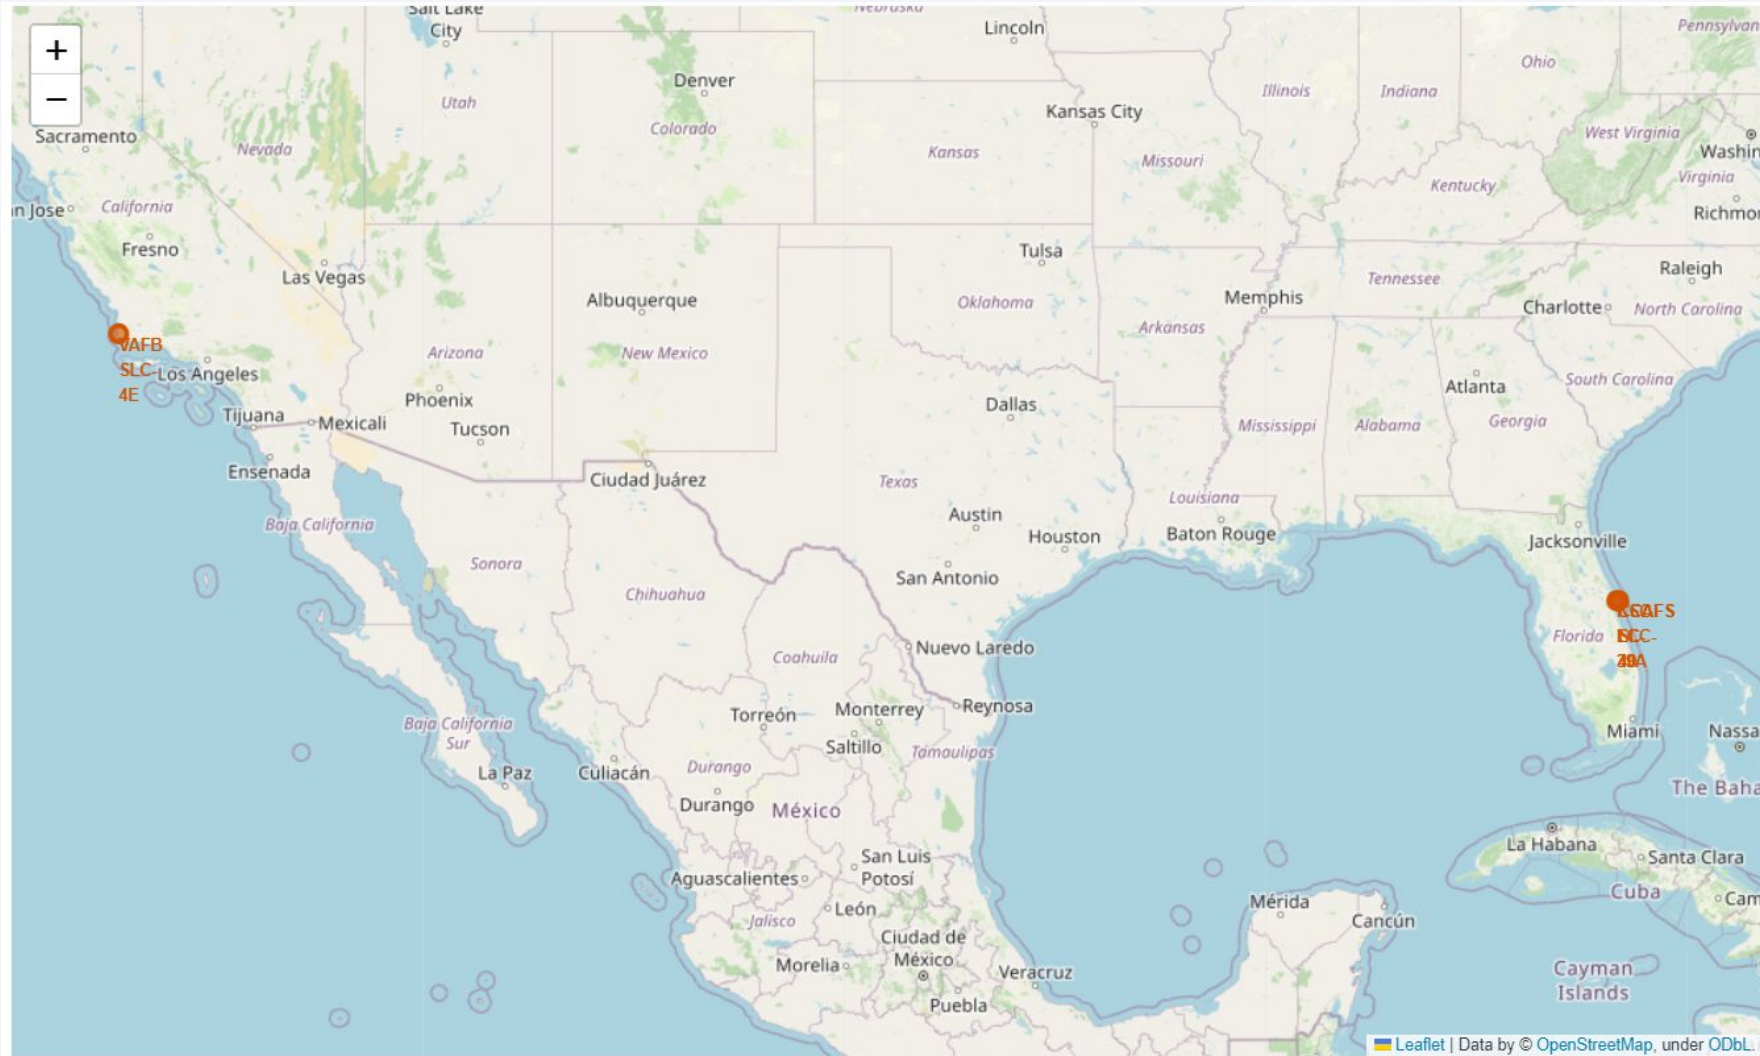 +
−
Salt Lake
City
Nebraska
Lincoln
Pennsylvan
Ohio
Denver
Illinois
Indiana
Utah
Kansas City
Sacramento
Colorado
West Virginia
Nevada
Kansas
Missouri
Washin
Virginia
Kentucky
n Jose
California
Richmo
Fresno
Tulsa
Las Vegas
Raleigh
Tennessee
Albuquerque
Memphis
Oklahoma
Charlotte
North Carolina
Arkansas
VAFB
SLC-
4E
Los Angeles
Arizona
New Mexico
South Carolina
Atlanta
Phoenix
Dallas
Tijuana
Mexicali
Tucson
Mississippi
Alabama
Georgia
Ensenada
Ciudad Juárez
Texas
Louisiana
Austin
Baja California
Houston
Baton Rouge
Jacksonville
Sonora
San Antonio
Chihuahua
Florida
Nuevo Laredo
Coahuila
Reynosa
Torreón
Monterrey
Baja California
Sur
Saltillo
Tamaulipas
Miami
Nassa
La Paz
Culiacán
Durango
Durango
México
The Baha
La Habana
Santa Clara
San Luis
Potosí
Aguascalientes
Cuba
Cam
León
Mérida
Cancún
Jalisco
Ciudad de
México
Morelia
Veracruz
Cayman
Islands
Puebla
Leaflet | Data by © OpenStreetMap, under ODbL.